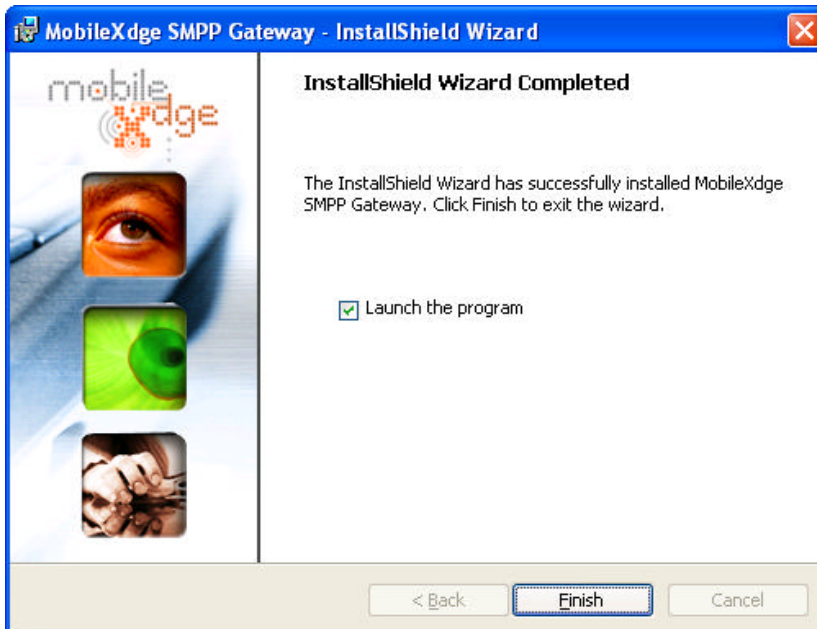 MobileXdge SMPP Gateway - InstallShield Wizard
mobile
Xdge
InstallShield Wizard Completed
The InstallShield Wizard has successfully installed MobileXdge
SMPP Gateway. Click Finish to exit the wizard.
Launch the program
< Back
Finish
Cancel